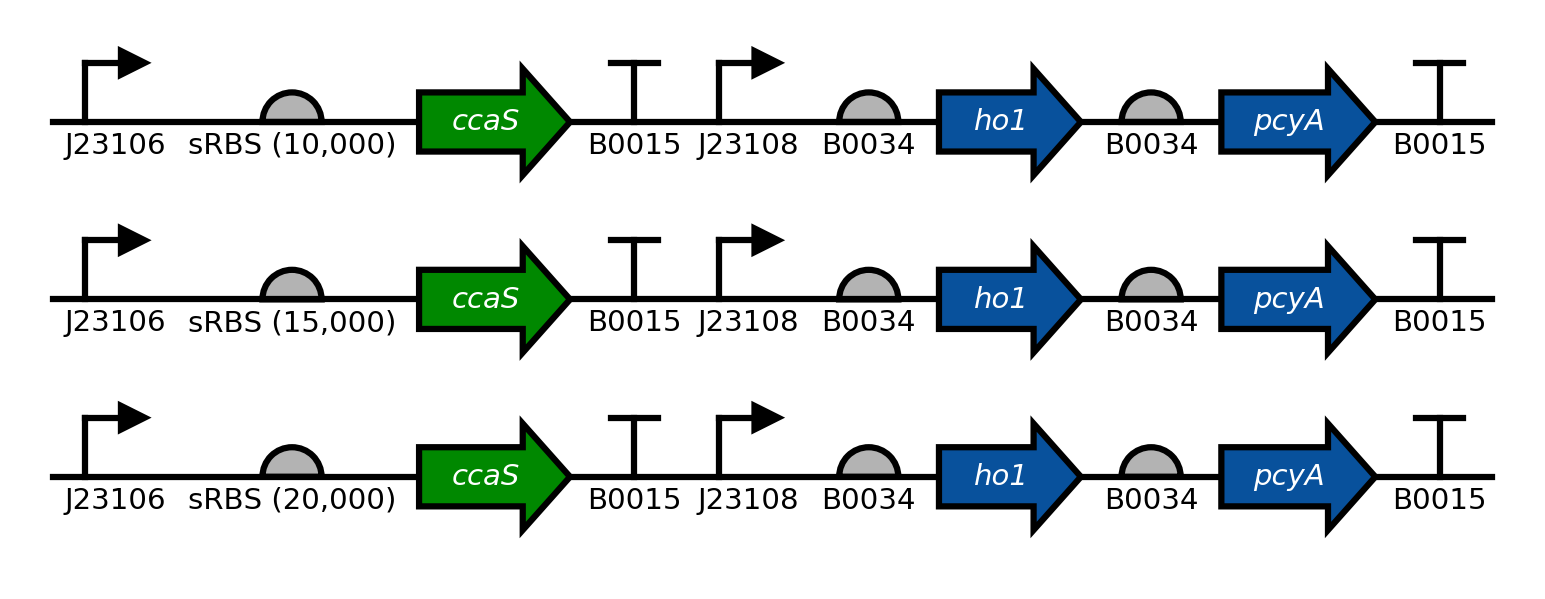 ccaS ho1 pcyA
J23106 sRBS (10,000) B0015 J23108 B0034 B0034 B0015
ccaS ho1 pcyA
J23106 sRBS (15,000) B0015 J23108 B0034 B0034 B0015
ccaS ho1 pcyA
J23106 sRBS (20,000) B0015 J23108 B0034 B0034 B0015